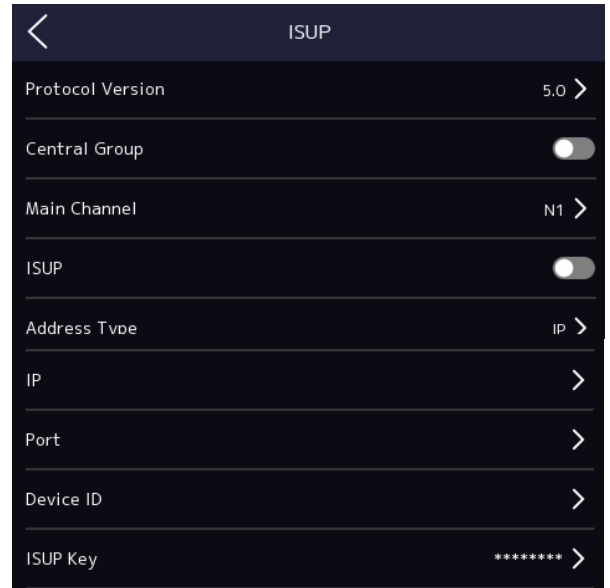 ISUP
Protocol Version 5.0
Central Group
Main Channel N1
ISUP
Address Type IP
IP
Port
Device ID
ISUP Key ********